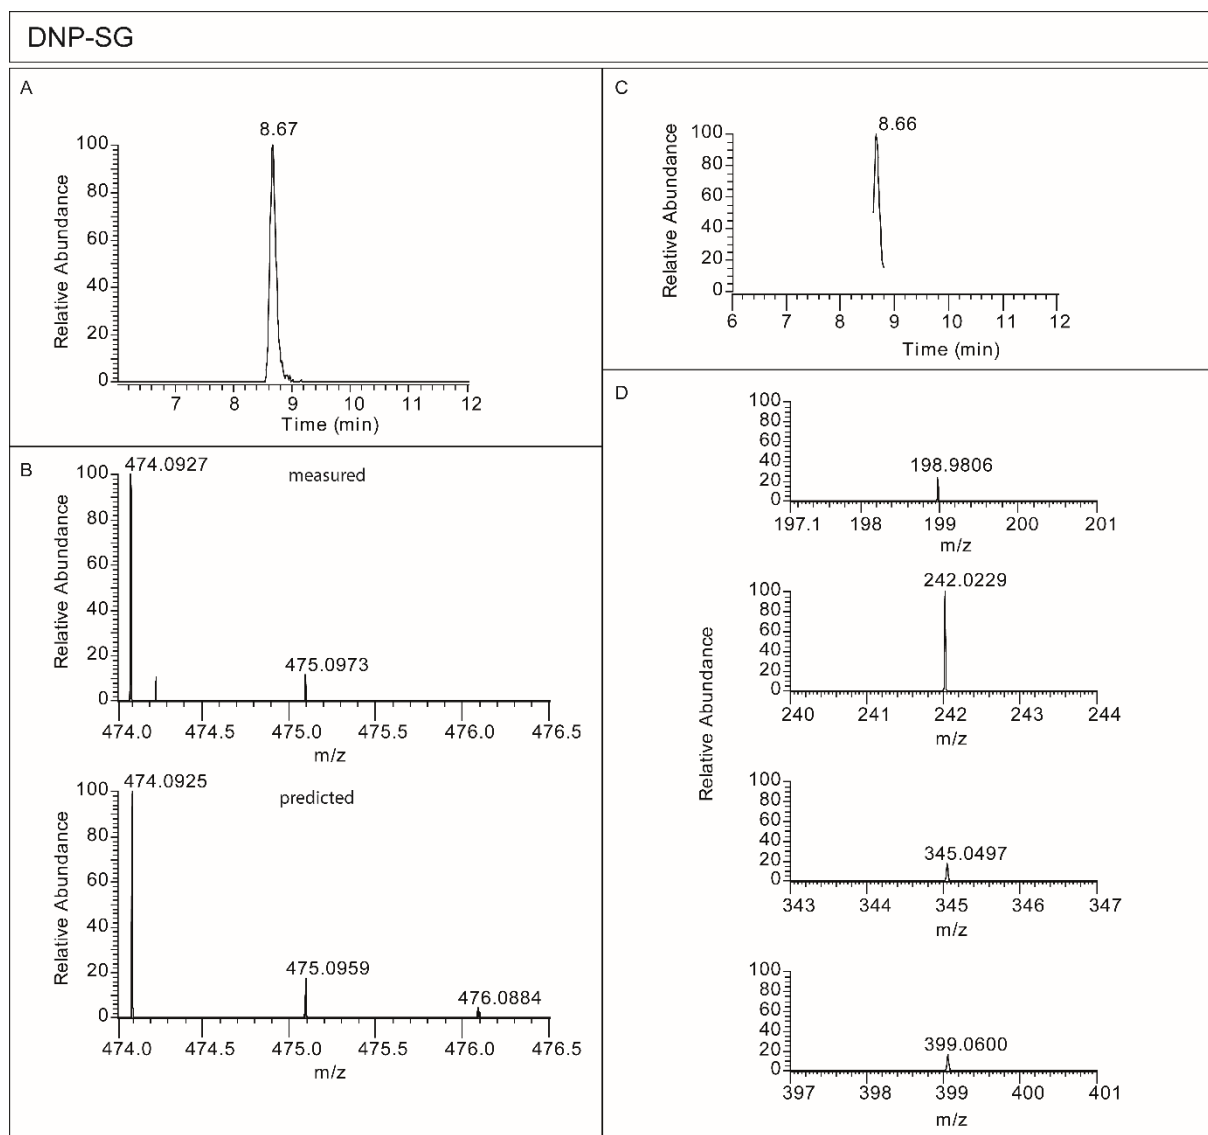 DNP-SG
A
8.67
Relative Abundance
100
80
60
40
20
0
7 8 9 10 11 12
Time (min)
B
474.0927
measured
Relative Abundance
100
80
60
40
20
0
475.0973
474.0 474.5 475.0 475.5 476.0 476.5
m/z
474.0925
predicted
Relative Abundance
100
80
60
40
20
0
475.0959
476.0884
474.0 474.5 475.0 475.5 476.0 476.5
m/z
C
8.66
Relative Abundance
100
80
60
40
20
0
6 7 8 9 10 11 12
Time (min)
D
Relative Abundance
100
80
60
40
20
0
198.9806
197.1 198 199 200 201
m/z
242.0229
100
80
60
40
20
0
240 241 242 243 244
m/z
100
80
60
40
20
0
345.0497
343 344 345 346 347
m/z
100
80
60
40
20
0
399.0600
397 398 399 400 401
m/z